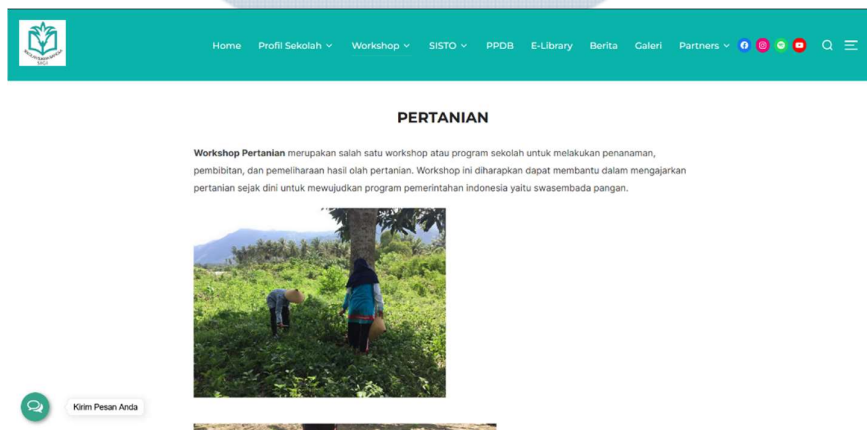 Home Profil Sekolah Workshop SISTO PPDB E-Library Berita Galeri Partners
PERTANIAN
Workshop Pertanian merupakan salah satu workshop atau program sekolah untuk melakukan penanaman,
pembibitan, dan pemeliharaan hasil olah pertanian. Workshop ini diharapkan dapat membantu dalam mengajarkan
pertanian sejak dini untuk mewujudkan program pemerintahan indonesia yaitu swasembada pangan.
Kirim Pesan Anda